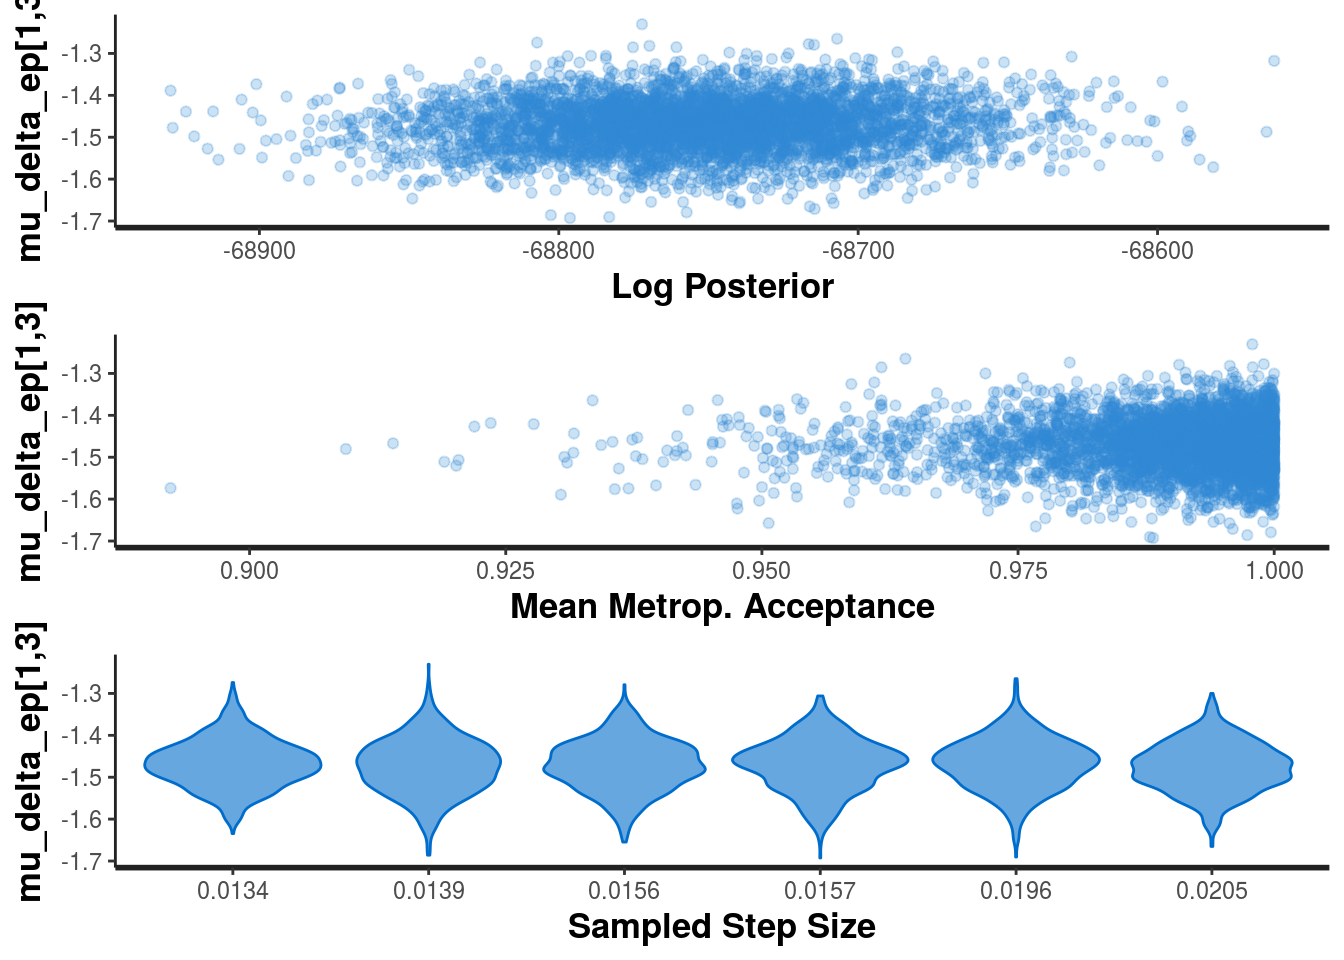 mu_delta_ep[1,3
-1.3
-1.4
-1.5
-1.6
-1.7
-68900 -68800 -68700 -68600
Log Posterior
mu_delta_ep[1,3]
-1.3
-1.4
-1.5
-1.6
-1.7
0.900 0.925 0.950 0.975 1.000
Mean Metrop. Acceptance
mu_delta_ep[1,3]
-1.3
-1.4
-1.5
-1.6
-1.7
0.0134 0.0139 0.0156 0.0157 0.0196 0.0205
Sampled Step Size